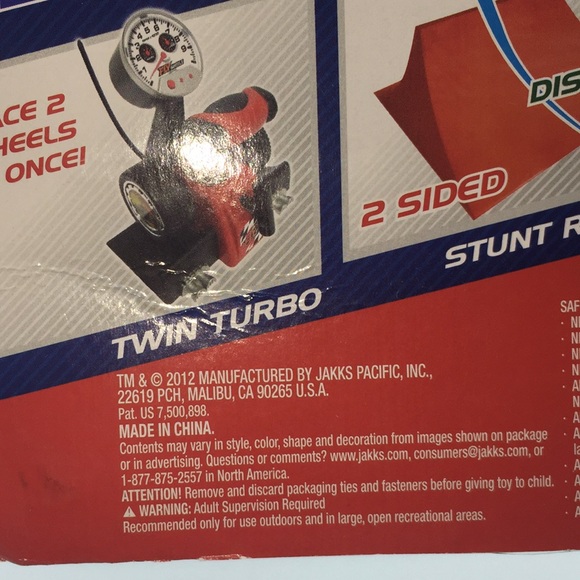 ACE 2
HEELS
ONCE!
2 SIDED
DIS
TWIN TURBO
STUNT R
TM & © 2012 MANUFACTURED BY JAKKS PACIFIC, INC.,
22619 PCH, MALIBU, CA 90265 U.S.A.
Pat. US 7,500,898.
MADE IN CHINA.
Contents may vary in style, color, shape and decoration from images shown on package
or in advertising. Questions or comments? www.jakks.com, consumers@jakks.com, or
1-877-875-2557 in North America.
ATTENTION! Remove and discard packaging ties and fasteners before giving toy to child.
⚠ WARNING: Adult Supervision Required
Recommended only for use outdoors and in large, open recreational areas.
SAF